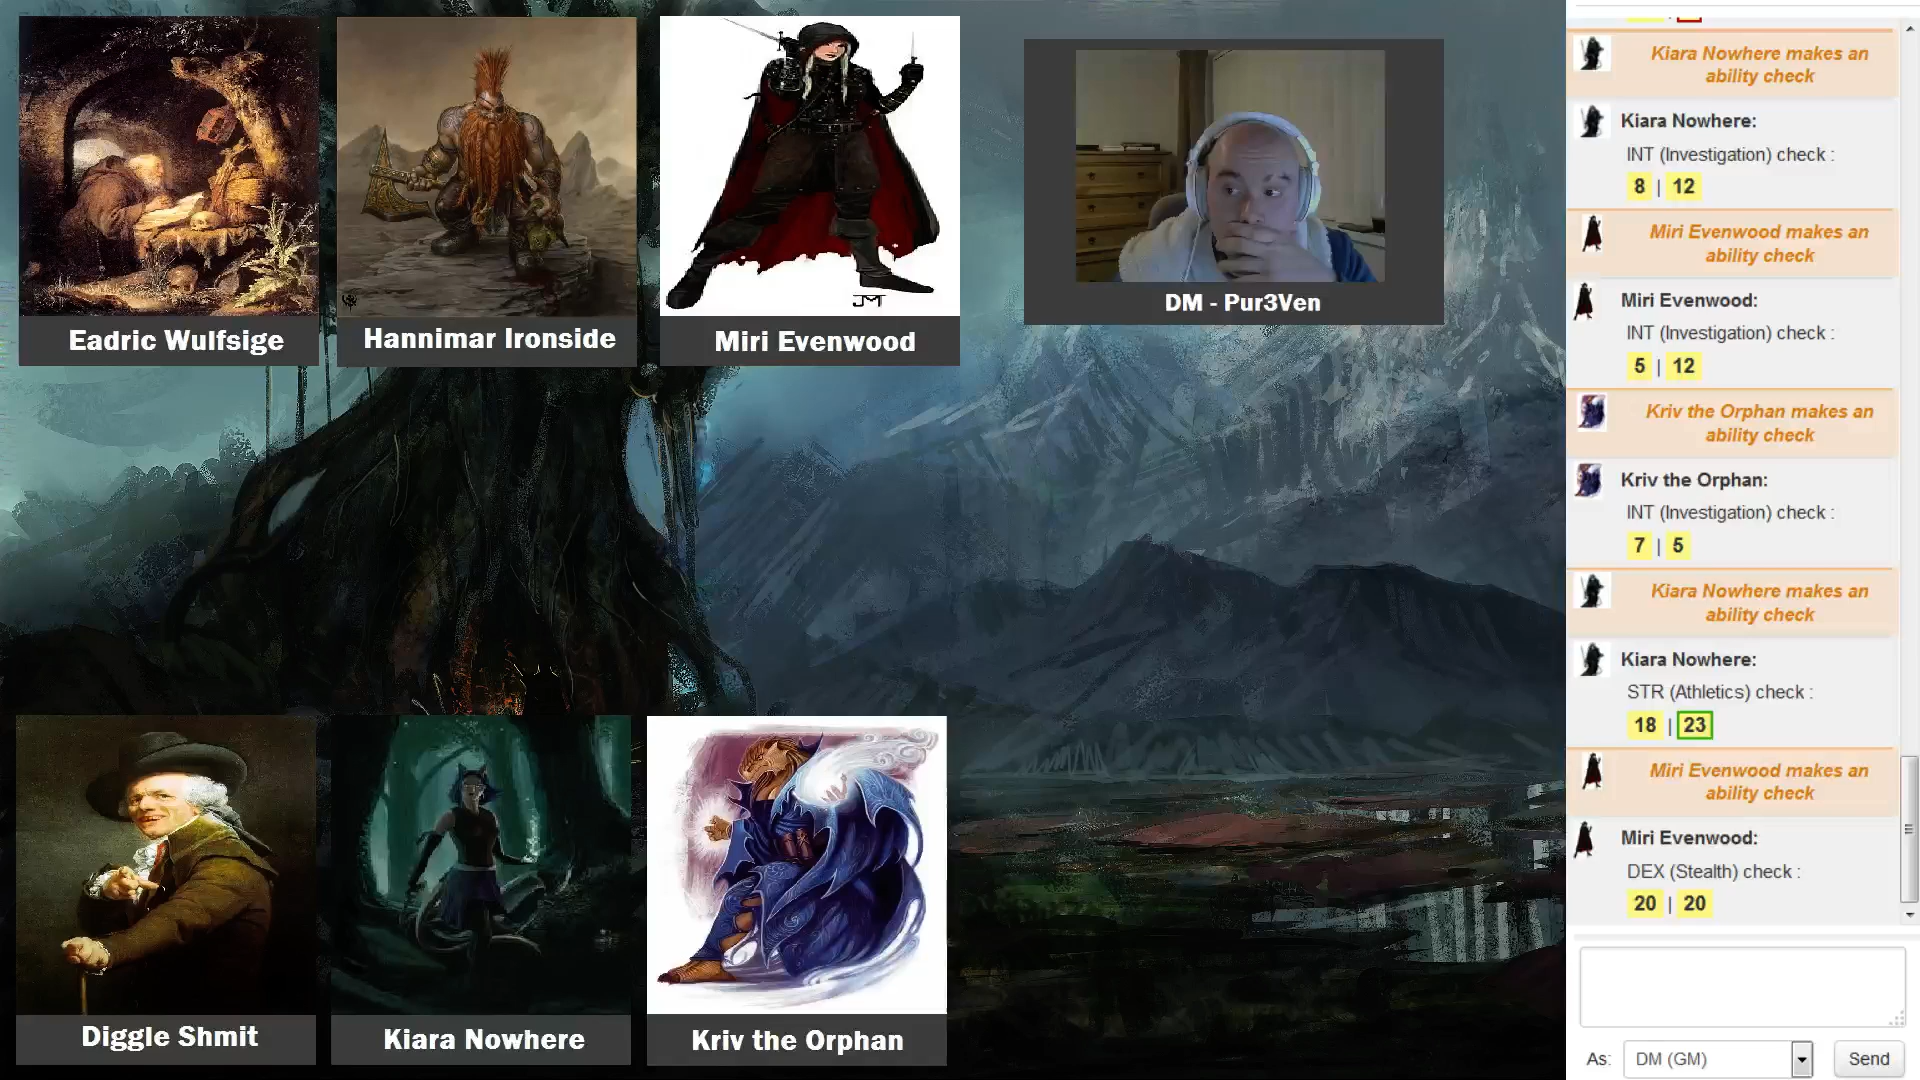 Eadric Wulfsige
Hannimar Ironside
JMT
Miri Evenwood
DM - Pur3Ven
Diggle Shmit
Kiara Nowhere
Kriv the Orphan
Kiara Nowhere makes an
ability check
Kiara Nowhere:
INT (Investigation) check :
8 | 12
Miri Evenwood makes an
ability check
Miri Evenwood:
INT (Investigation) check :
5 | 12
Kriv the Orphan makes an
ability check
Kriv the Orphan:
INT (Investigation) check :
7 | 5
Kiara Nowhere makes an
ability check
Kiara Nowhere:
STR (Athletics) check :
18 | 23
Miri Evenwood makes an
ability check
Miri Evenwood:
DEX (Stealth) check :
20 | 20
As: DM (GM) Send